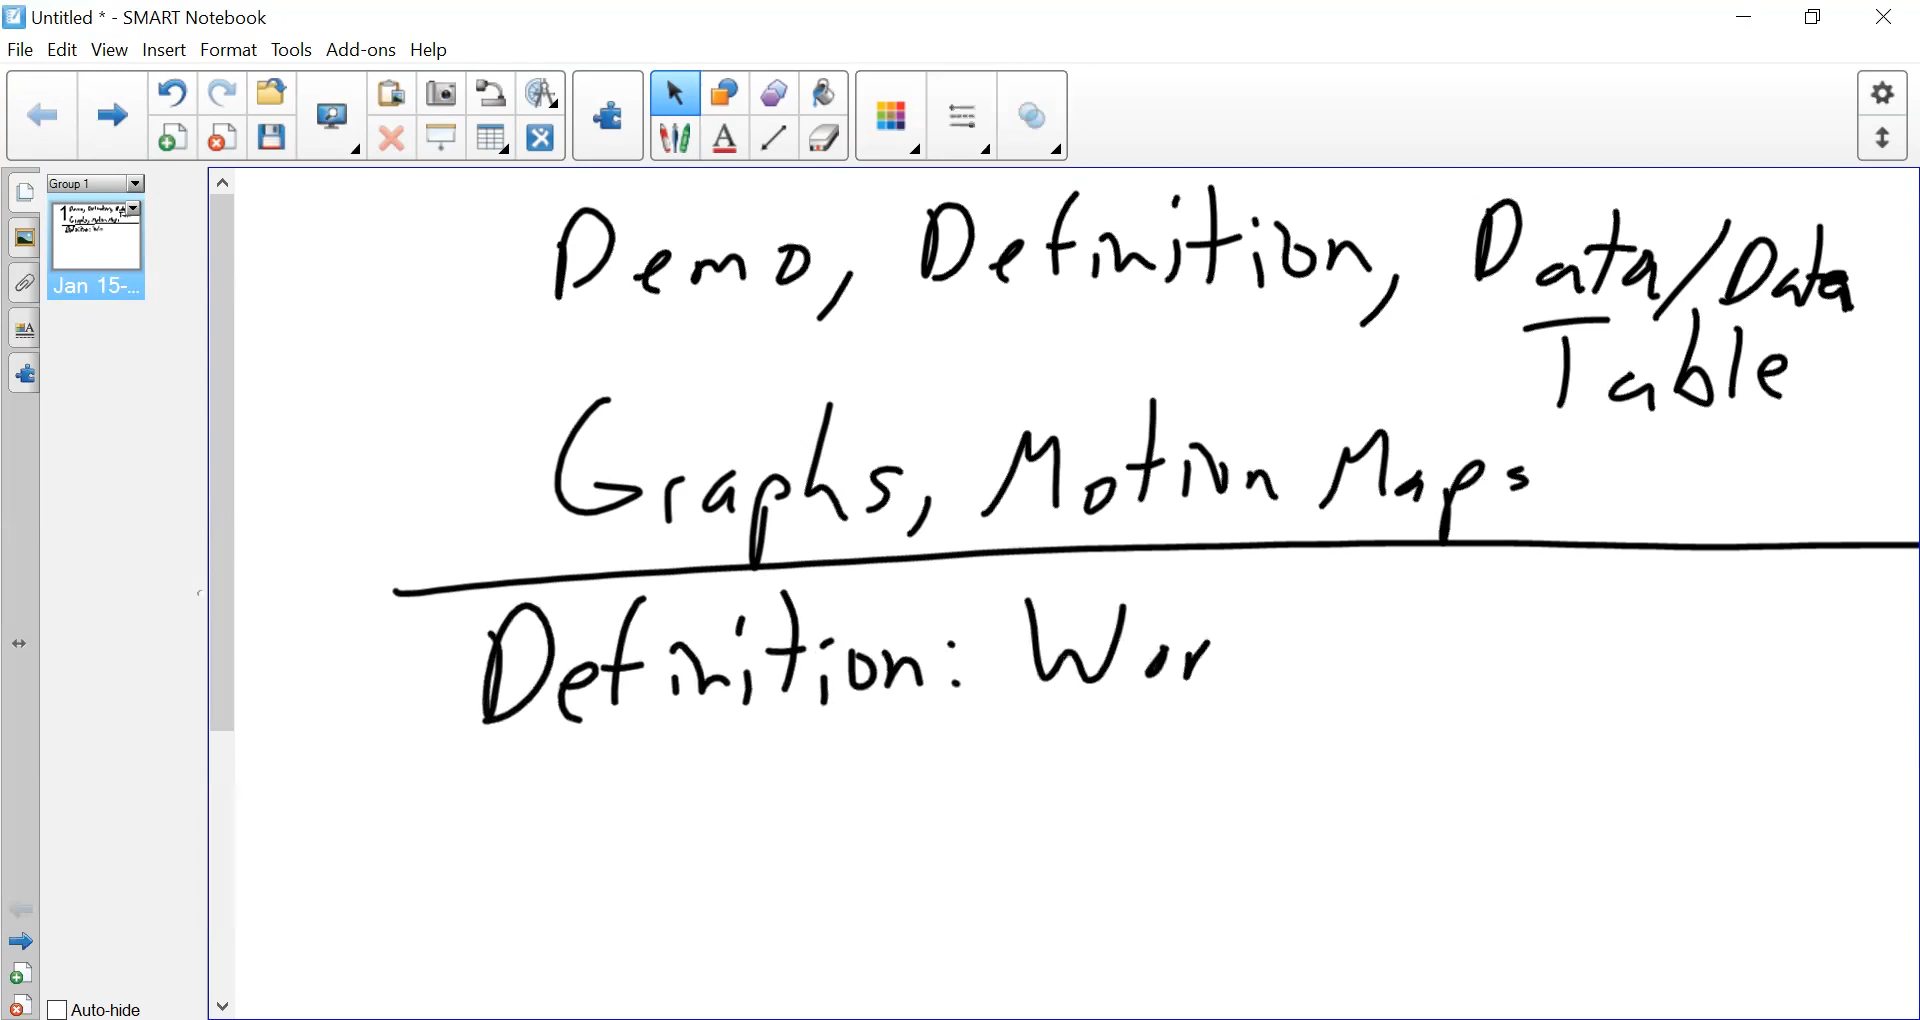 Untitled * - SMART Notebook
File Edit View Insert Format Tools Add-ons Help
Group 1
1
Jan 15-...
Auto-hide
Demo, Definition, Data/Data
Table
Graphs, Motion Maps
Definition: Wor